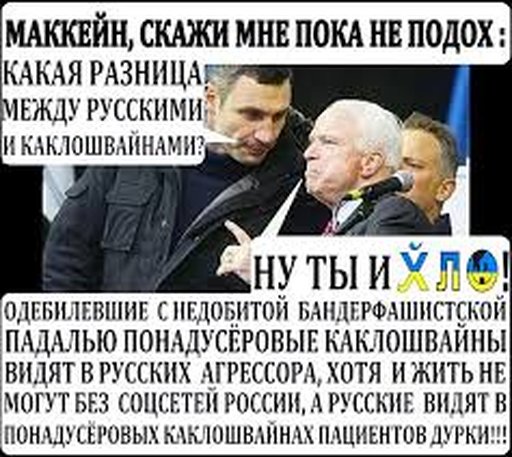 МАККЕЙН, СКАЖИ МНЕ ПОКА НЕ ПОДОХ :
КАКАЯ РАЗНИЦА
МЕЖДУ РУССКИМИ
И КАКЛОШВАЙНАМИ?
НУ ТЫ И Х̆ЛО!
ОДЕБИЛЕВШИЕ С НЕДОБИТОЙ БАНДЕРФАШИСТСКОЙ
ПАДАЛЬЮ ПОНАДУСЁРОВЫЕ КАКЛОШВАЙНЫ
ВИДЯТ В РУССКИХ АГРЕССОРА, ХОТЯ И ЖИТЬ НЕ
МОГУТ БЕЗ СОЦСЕТЕЙ РОССИИ, А РУССКИЕ ВИДЯТ В
ПОНАДУСЁРОВЫХ КАКЛОШВАЙНАХ ПАЦИЕНТОВ ДУРКИ!!!